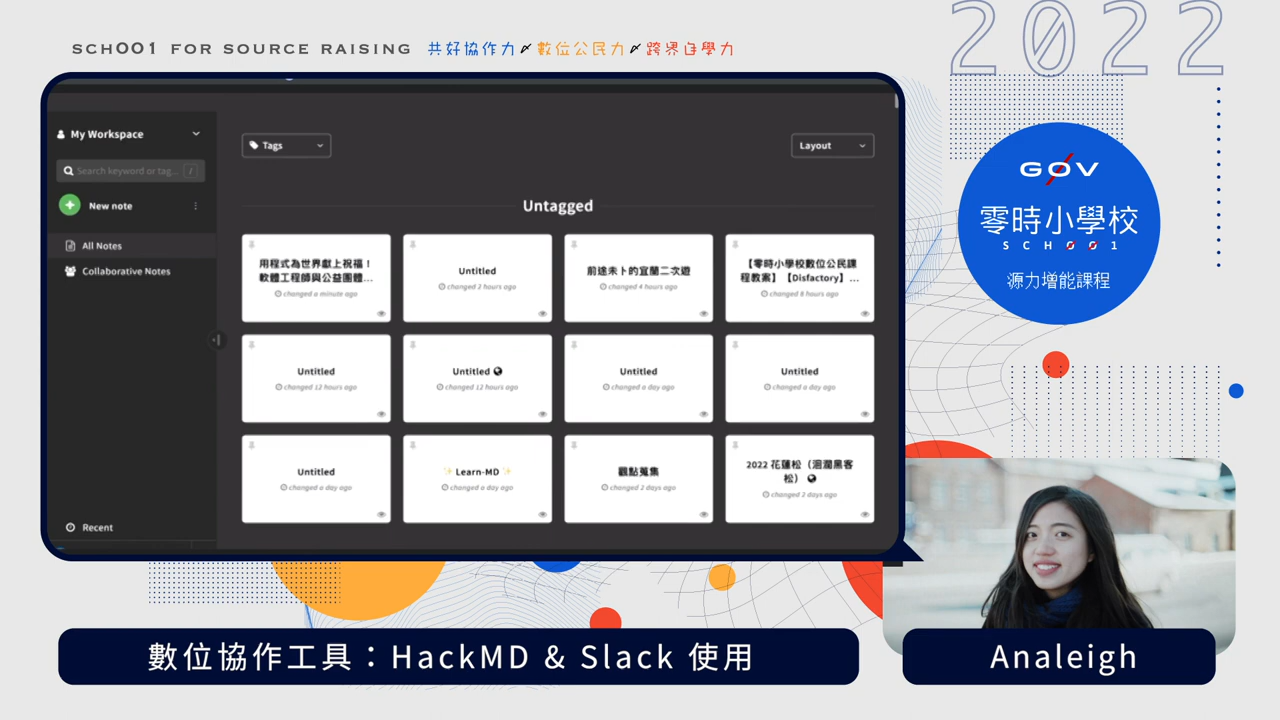 SCH001 FOR SOURCE RAISING 共好協作力 數位公民力 跨界自學力
2022
GOV
零時小學校
SCH001
源力增能課程
My Workspace
Search keyword or tag... /
New note
All Notes
Collaborative Notes
Recent
Tags
Layout
Untagged
用程式為世界獻上祝福！
軟體工程師與公益團體...
changed a minute ago
Untitled
changed 2 hours ago
前途未卜的宜蘭二次遊
changed 4 hours ago
【零時小學校數位公民課
程教案】【Disfactory】...
changed 8 hours ago
Untitled
changed 12 hours ago
Untitled
changed 12 hours ago
Untitled
changed a day ago
Untitled
changed a day ago
Untitled
changed a day ago
✨ Learn-MD ✨
changed a day ago
觀點蒐集
changed 2 days ago
2022 花蓮松（洄瀾黑客
松）
changed 2 days ago
數位協作工具：HackMD & Slack 使用
Analeigh